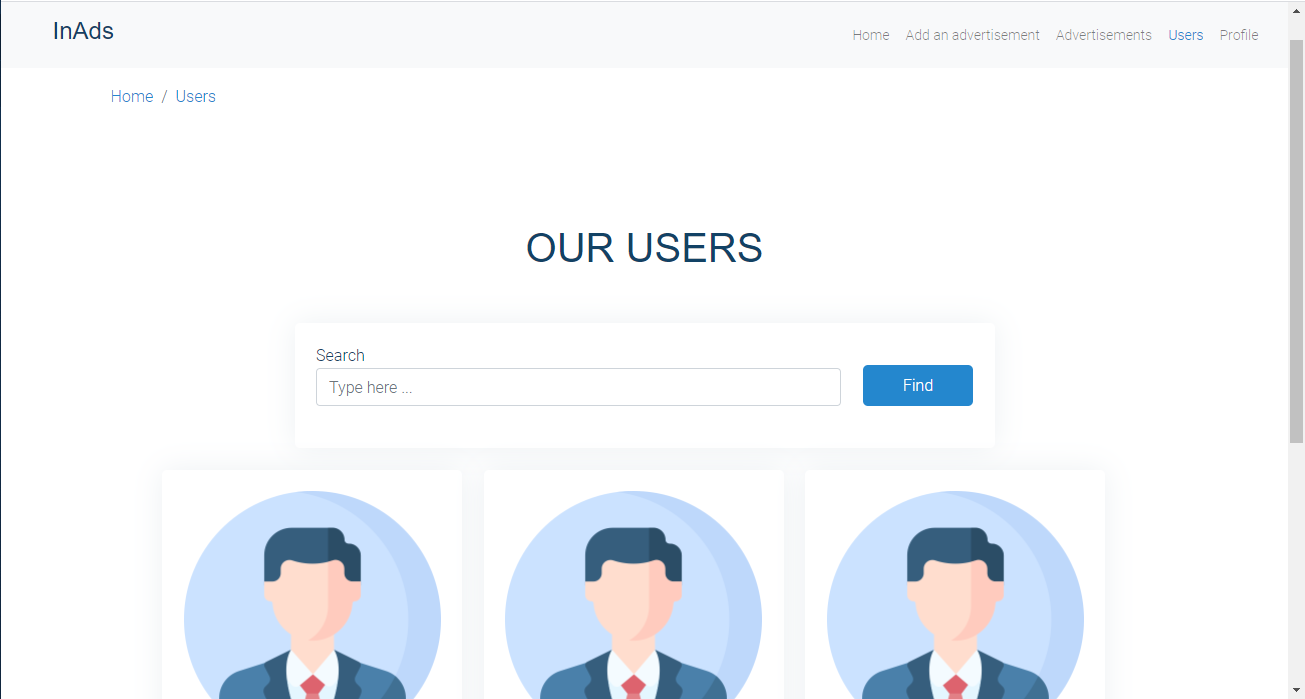 InAds
Home Add an advertisement Advertisements Users Profile
Home / Users
OUR USERS
Search
Type here ...
Find